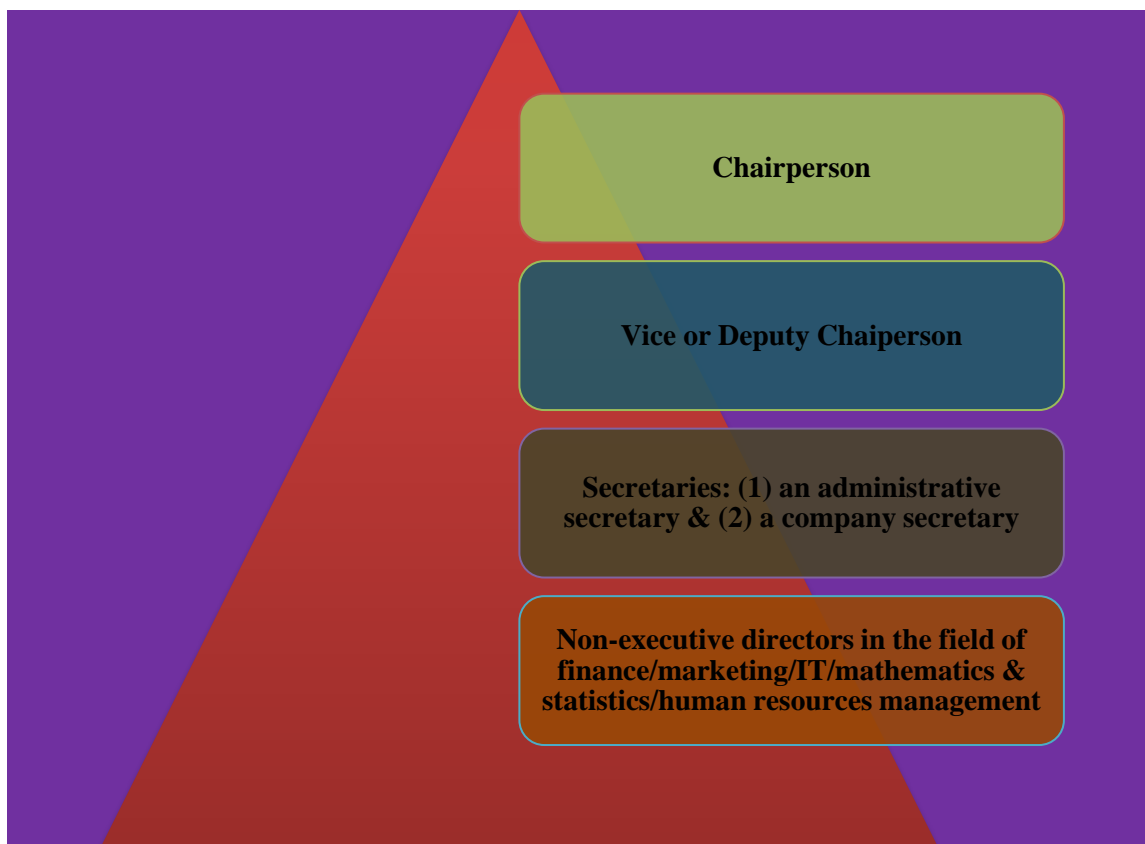 Chairperson
Vice or Deputy Chaiperson
Secretaries: (1) an administrative
secretary & (2) a company secretary
Non-executive directors in the field of
finance/marketing/IT/mathematics &
statistics/human resources management